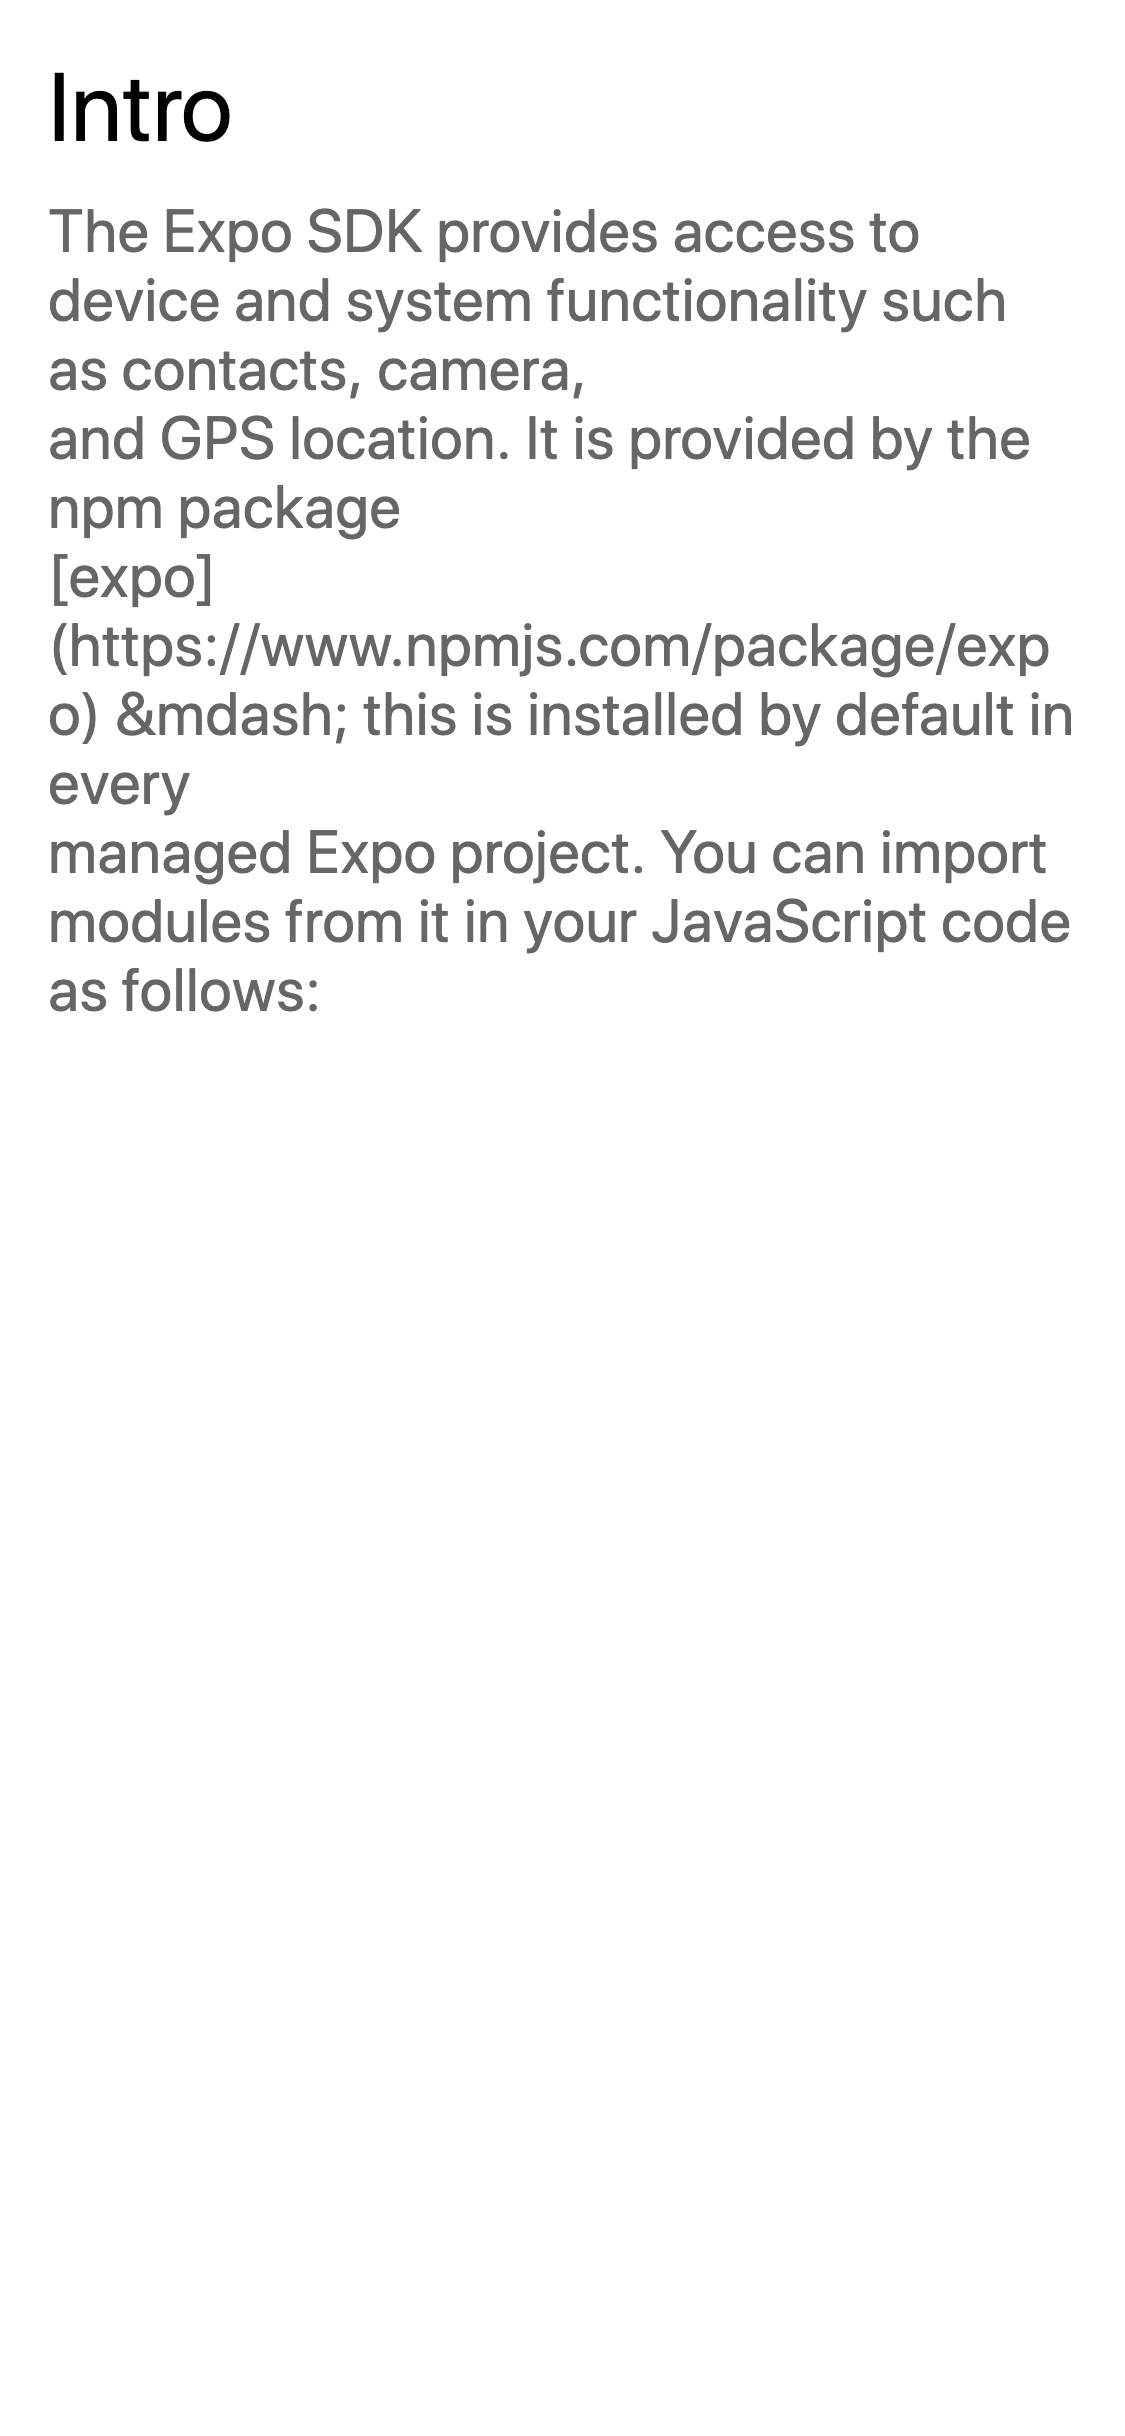 Intro
The Expo SDK provides access to
device and system functionality such
as contacts, camera,
and GPS location. It is provided by the
npm package
[expo]
(https://www.npmjs.com/package/exp
o) &mdash; this is installed by default in
every
managed Expo project. You can import
modules from it in your JavaScript code
as follows: